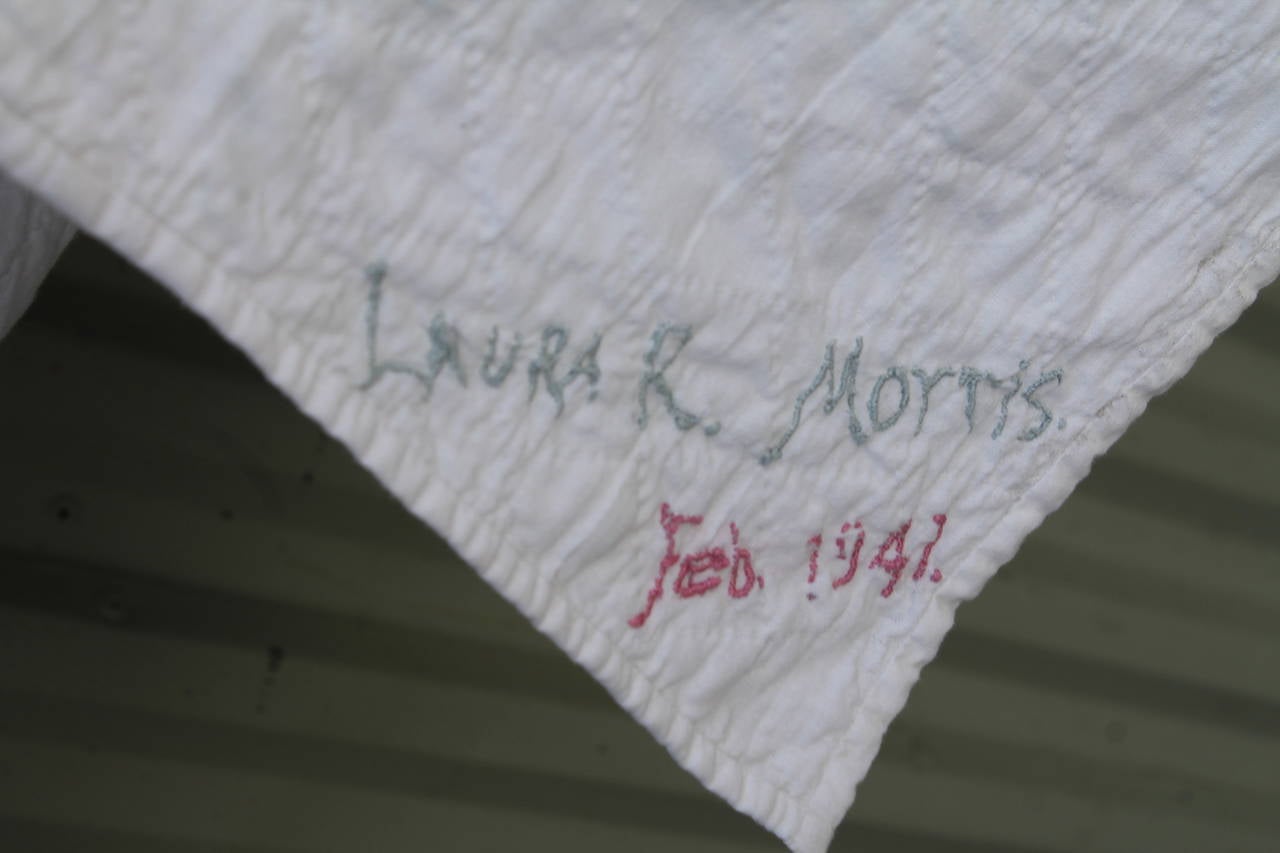 Laura R. Morris.
Feb. 1941.